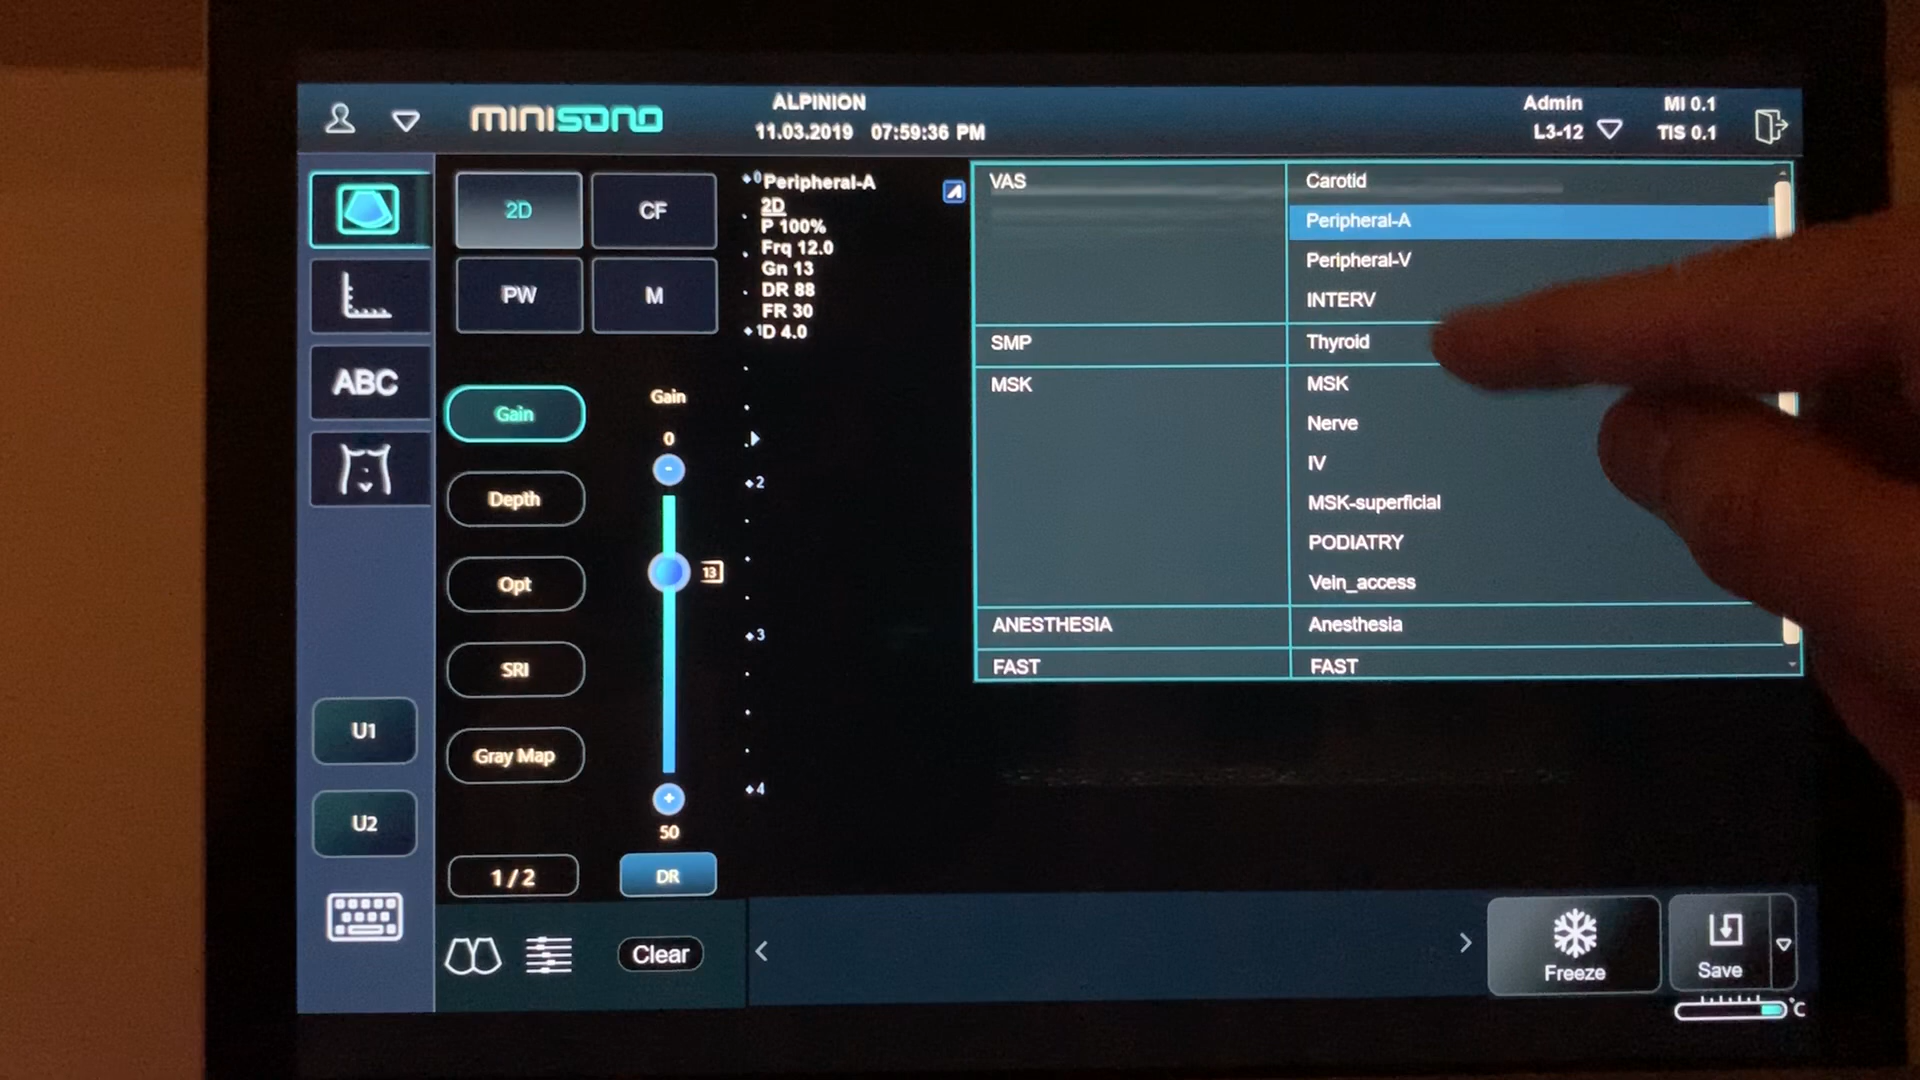 MINISONO
ALPINION
11.03.2019 07:59:36 PM
Admin
L3-12
MI 0.1
TIS 0.1
2D
CF
PW
M
ABC
U1
U2
Gain
Depth
Opt
SRI
Gray Map
1 / 2
Gain
0
-
13
+
50
DR
Clear
0
Peripheral-A
2D
P 100%
Frq 12.0
Gn 13
DR 88
FR 30
1
D 4.0
2
3
4
VAS
Carotid
Peripheral-A
Peripheral-V
INTERV
SMP
Thyroid
MSK
MSK
Nerve
IV
MSK-superficial
PODIATRY
Vein_access
ANESTHESIA
Anesthesia
FAST
FAST
Freeze
Save
°C